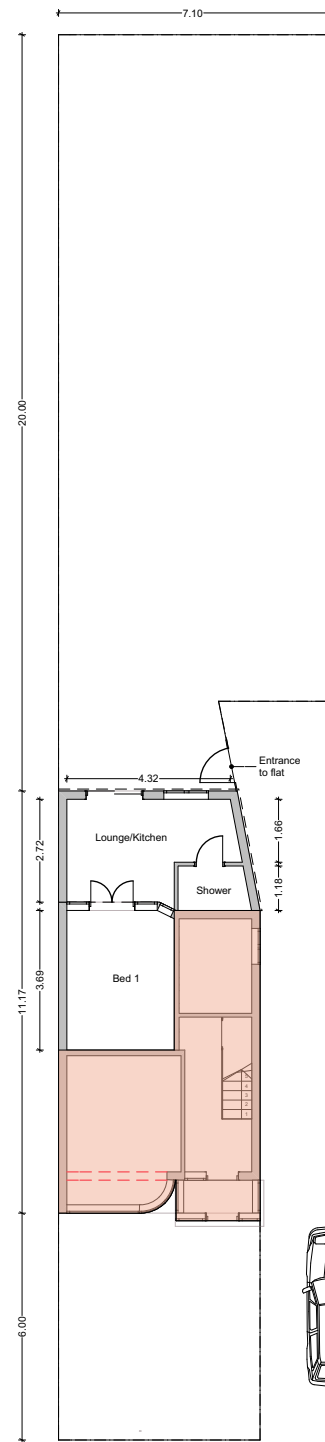 7.10
20.00
Entrance
to flat
4.32
Lounge/Kitchen
2.72
1.66
Shower
1.18
Bed 1
3.69
11.17
5
4
3
2
1
6.00